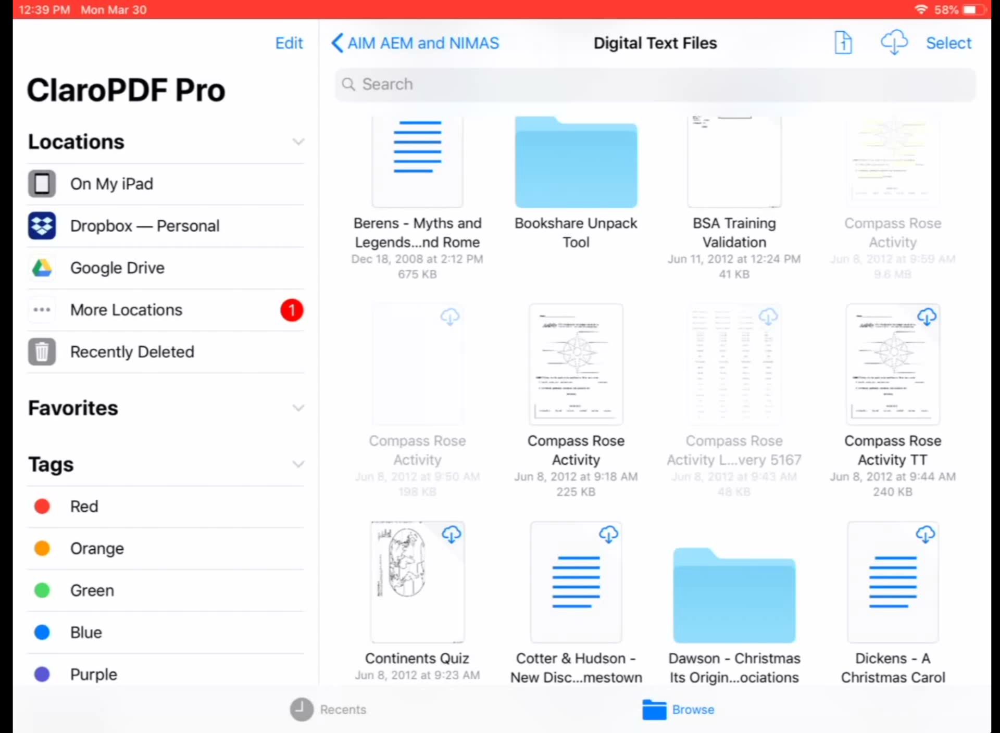 12:39 PM Mon Mar 30
58%
Edit
ClaroPDF Pro
Locations
On My iPad
Dropbox — Personal
Google Drive
More Locations
1
Recently Deleted
Favorites
Tags
Red
Orange
Green
Blue
Purple
AIM AEM and NIMAS
Digital Text Files
1
Select
Search
Berens - Myths and
Legends...nd Rome
Dec 18, 2008 at 2:12 PM
675 KB
Bookshare Unpack
Tool
BSA Training
Validation
Jun 11, 2012 at 12:24 PM
41 KB
Compass Rose
Activity
Jun 8, 2012 at 9:59 AM
9.6 MB
Compass Rose
Activity
Jun 8, 2012 at 9:50 AM
198 KB
Compass Rose
Activity
Jun 8, 2012 at 9:18 AM
225 KB
Compass Rose
Activity L...very 5167
Jun 8, 2012 at 9:43 AM
48 KB
Compass Rose
Activity TT
Jun 8, 2012 at 9:44 AM
240 KB
Continents Quiz
Jun 8, 2012 at 9:23 AM
Cotter & Hudson -
New Disc...mestown
Dawson - Christmas
Its Origin...ociations
Dickens - A
Christmas Carol
Recents
Browse